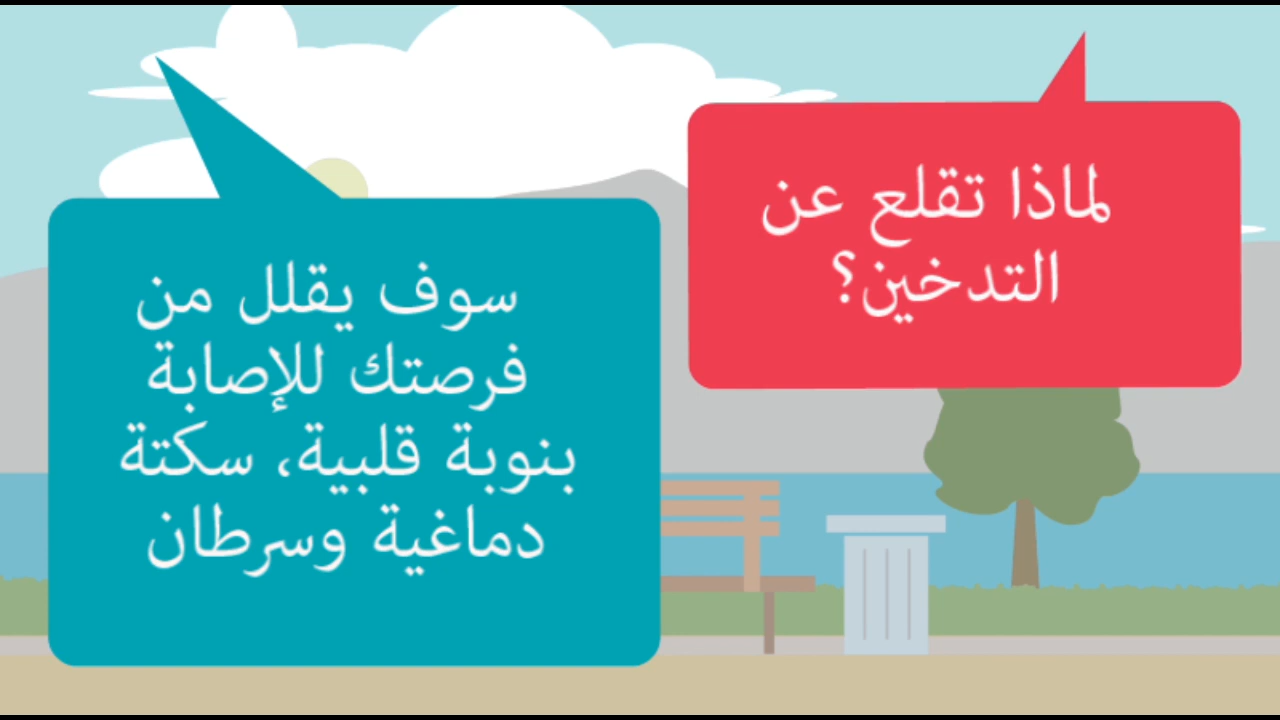 لماذا تقلع عن
التدخين؟
سوف يقلل من
فرصتك للإصابة
بنوبة قلبية، سكتة
دماغية وسرطان